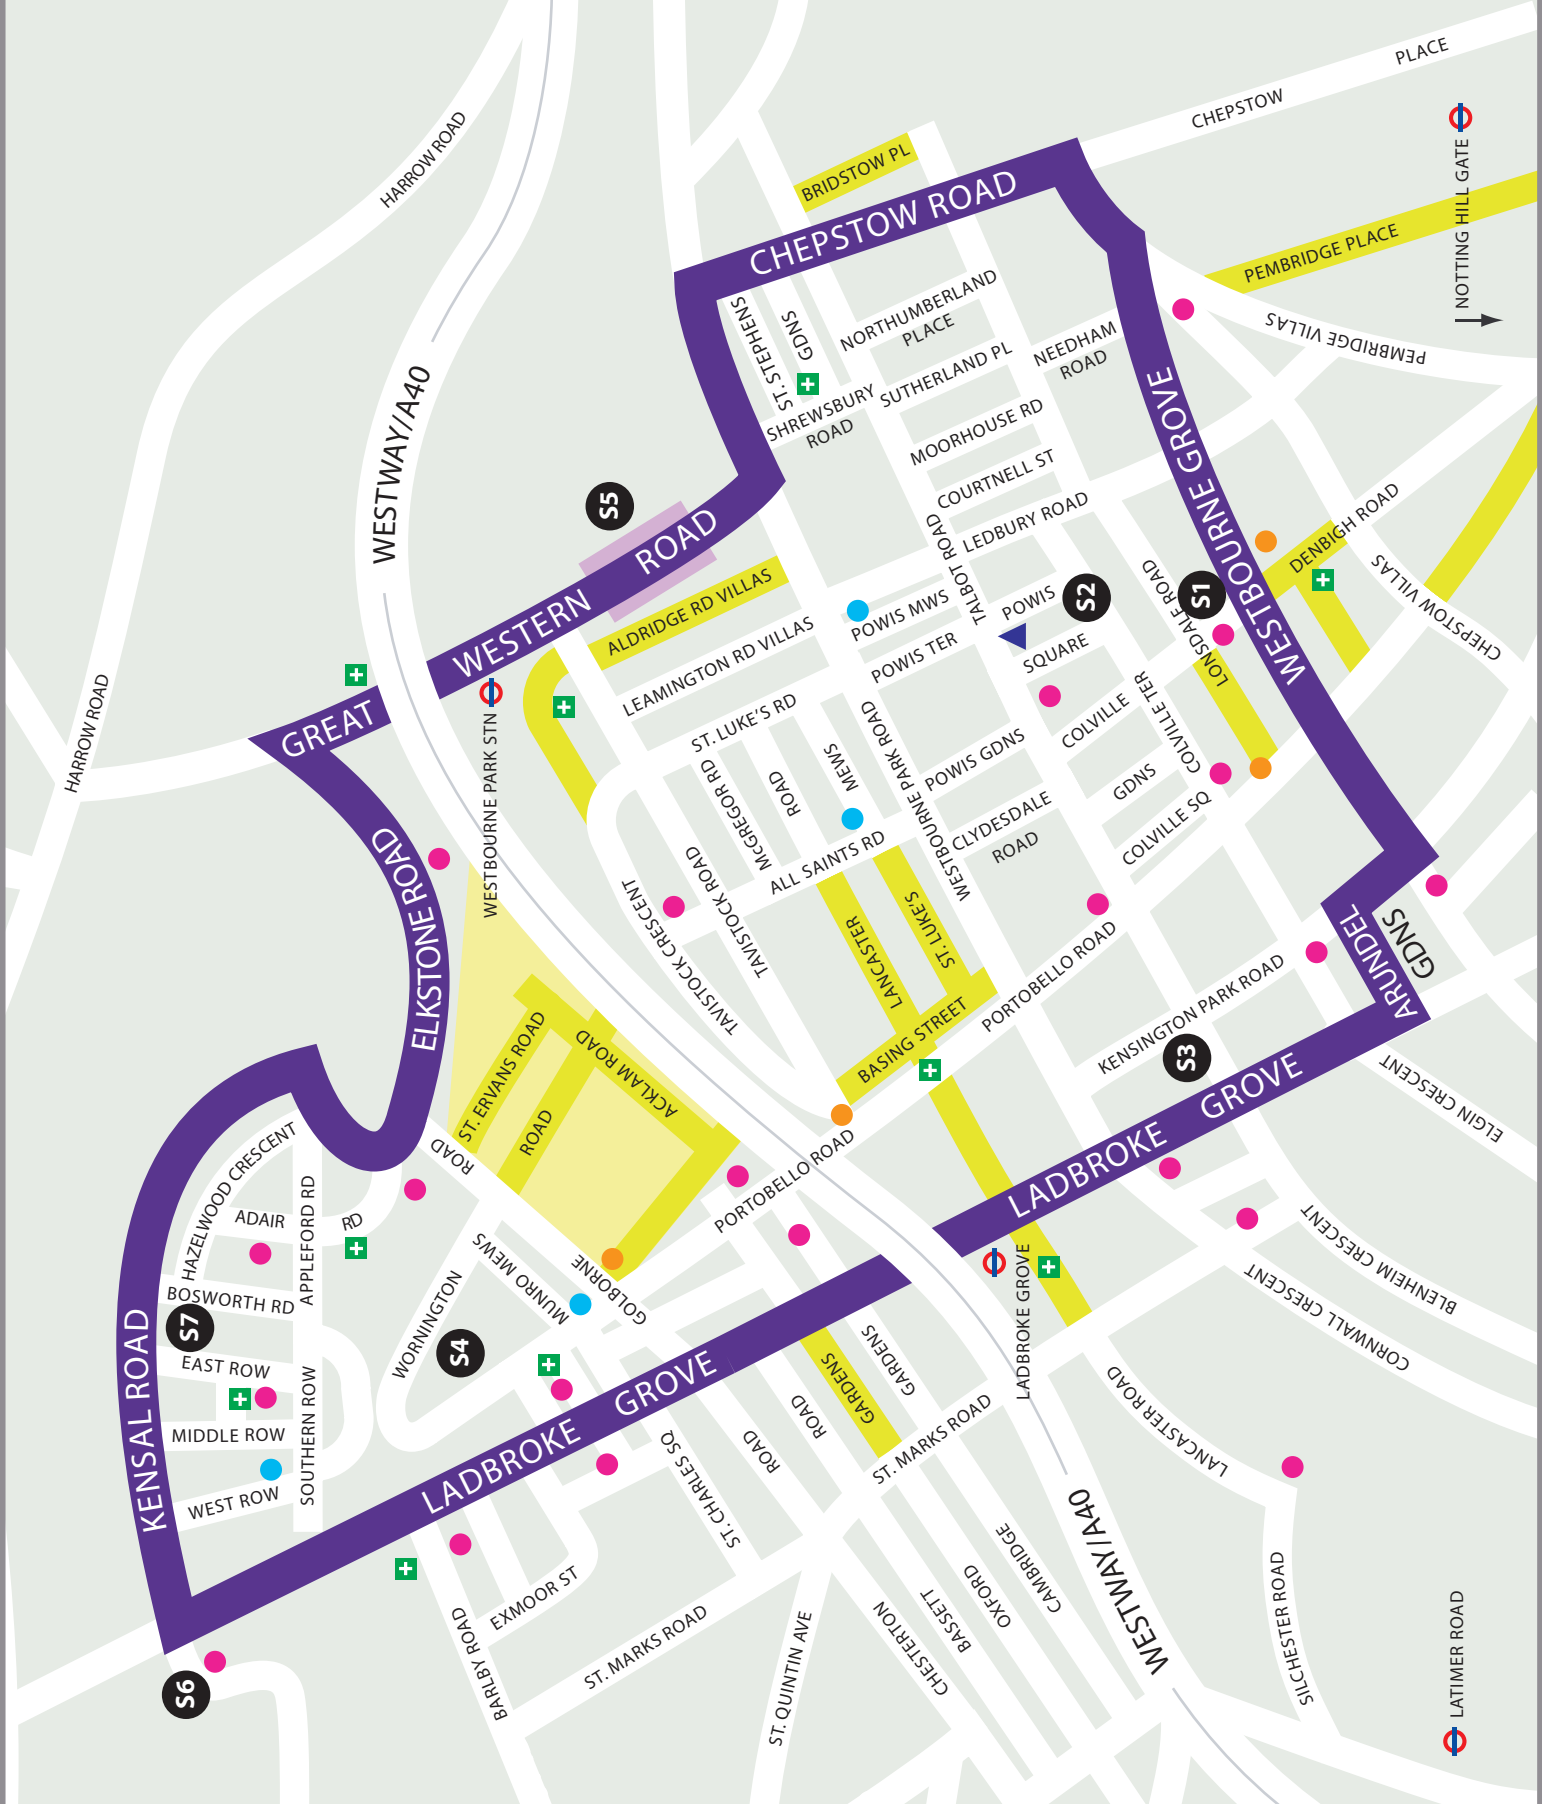 PLACE
CHEPSTOW
HARROW ROAD
NOTTING HILL GATE
BRIDSTOW PL
CHEPSTOW ROAD
PEMBRIDGE PLACE
PEMBRIDGE VILLAS
ST. STEPHENS
GDNS
NORTHUMBERLAND
PLACE
SHREWSBURY
ROAD
SUTHERLAND PL
NEEDHAM
ROAD
MOORHOUSE RD
COURTNELL ST
LEDBURY ROAD
TALBOT ROAD
WESTWAY/A40
WESTBOURNE GROVE
S5
GREAT
WESTERN
ROAD
ALDRIDGE RD VILLAS
LEAMINGTON RD VILLAS
POWIS MWS
POWIS TER
POWIS
SQUARE
S2
S1
LONSDALE ROAD
DENBIGH ROAD
CHEPSTOW VILLAS
WESTBOURNE
HARROW ROAD
WESTBOURNE PARK STN
ST. LUKE'S RD
McGREGOR RD
ROAD
MEWS
WESTBOURNE PARK ROAD
POWIS GDNS
COLVILLE
COLVILLE TER
GDNS
COLVILLE SQ
CLYDESDALE
ROAD
ALL SAINTS RD
TAVISTOCK ROAD
TAVISTOCK CRESCENT
LANCASTER
ST. LUKE'S
BASING STREET
PORTOBELLO ROAD
KENSINGTON PARK ROAD
ARUNDEL
GDNS
S3
ELGIN CRESCENT
ELKSTONE ROAD
ST. ERVANS ROAD
ROAD
ACKLAM ROAD
ROAD
PORTOBELLO ROAD
LADBROKE GROVE
HAZELWOOD CRESCENT
ADAIR
RD
APPLEFORD RD
BOSWORTH RD
S7
EAST ROW
MIDDLE ROW
WEST ROW
SOUTHERN ROW
KENSAL ROAD
WORNINGTON
MUNRO MEWS
GOLBORNE
S4
LADBROKE GROVE
LADBROKE GROVE
BLENHEIM CRESCENT
CORNWALL CRESCENT
LANCASTER ROAD
GARDENS
GARDENS
ROAD
ROAD
ST. MARKS ROAD
ST. CHARLES SQ
EXMOOR ST
BARLBY ROAD
ST. MARKS ROAD
ST. QUINTIN AVE
CHESTERTON
BASSETT
OXFORD
CAMBRIDGE
WESTWAY/A40
SILCHESTER ROAD
LATIMER ROAD
S6